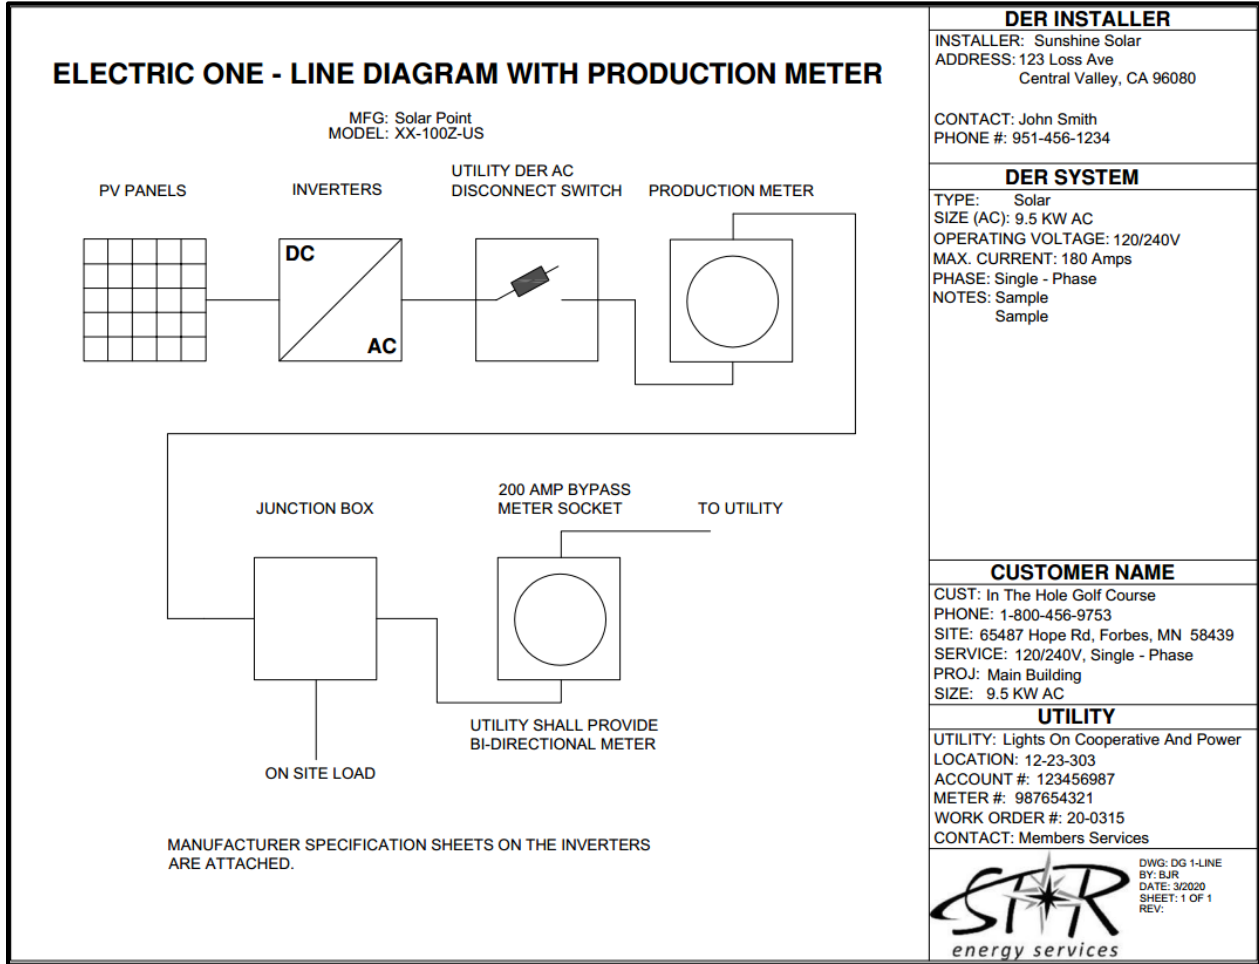 ELECTRIC ONE - LINE DIAGRAM WITH PRODUCTION METER
MFG: Solar Point
MODEL: XX-100Z-US
PV PANELS
INVERTERS
UTILITY DER AC
DISCONNECT SWITCH
PRODUCTION METER
DC
AC
JUNCTION BOX
200 AMP BYPASS
METER SOCKET
TO UTILITY
UTILITY SHALL PROVIDE
BI-DIRECTIONAL METER
ON SITE LOAD
MANUFACTURER SPECIFICATION SHEETS ON THE INVERTERS
ARE ATTACHED.
DER INSTALLER
INSTALLER: Sunshine Solar
ADDRESS: 123 Loss Ave
Central Valley, CA 96080
CONTACT: John Smith
PHONE #: 951-456-1234
DER SYSTEM
TYPE: Solar
SIZE (AC): 9.5 KW AC
OPERATING VOLTAGE: 120/240V
MAX. CURRENT: 180 Amps
PHASE: Single - Phase
NOTES: Sample
Sample
CUSTOMER NAME
CUST: In The Hole Golf Course
PHONE: 1-800-456-9753
SITE: 65487 Hope Rd, Forbes, MN 58439
SERVICE: 120/240V, Single - Phase
PROJ: Main Building
SIZE: 9.5 KW AC
UTILITY
UTILITY: Lights On Cooperative And Power
LOCATION: 12-23-303
ACCOUNT #: 123456987
METER #: 987654321
WORK ORDER #: 20-0315
CONTACT: Members Services
STAR
energy services
DWG: DG 1-LINE
BY: BJR
DATE: 3/2020
SHEET: 1 OF 1
REV: